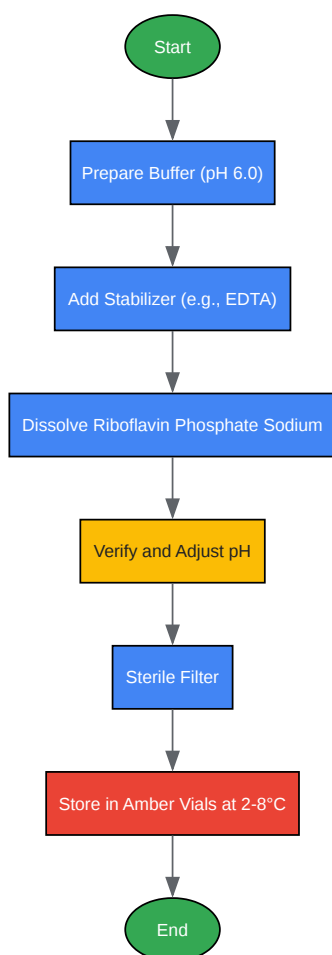 Start
Prepare Buffer (pH 6.0)
Add Stabilizer (e.g., EDTA)
Dissolve Riboflavin Phosphate Sodium
Verify and Adjust pH
Sterile Filter
Store in Amber Vials at 2-8°C
End